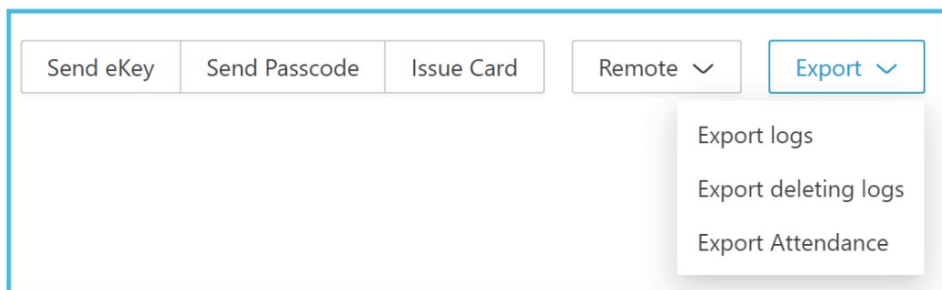 Send eKey Send Passcode Issue Card Remote Export
Export logs
Export deleting logs
Export Attendance